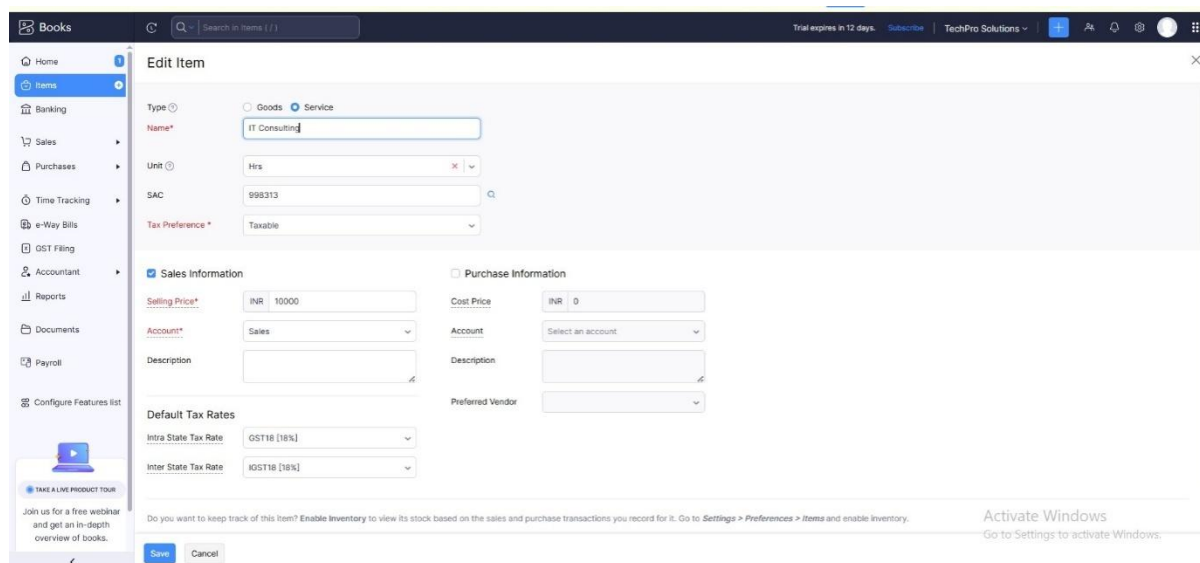 Books
Search in Items ( / )
Trial expires in 12 days. Subscribe TechPro Solutions
Home 1
Items
Banking
Sales
Purchases
Time Tracking
e-Way Bills
GST Filing
Accountant
Reports
Documents
Payroll
Configure Features list
TAKE A LIVE PRODUCT TOUR
Join us for a free webinar
and get an in-depth
overview of books.
Edit Item
Type Goods Service
Name* IT Consulting
Unit Hrs
SAC 998313
Tax Preference * Taxable
Sales Information
Selling Price* INR 10000
Account* Sales
Description
Default Tax Rates
Intra State Tax Rate GST18 [18%]
Inter State Tax Rate IGST18 [18%]
Purchase Information
Cost Price INR 0
Account Select an account
Description
Preferred Vendor
Do you want to keep track of this item? Enable Inventory to view its stock based on the sales and purchase transactions you record for it. Go to Settings > Preferences > Items and enable inventory.
Save Cancel
Activate Windows
Go to Settings to activate Windows.